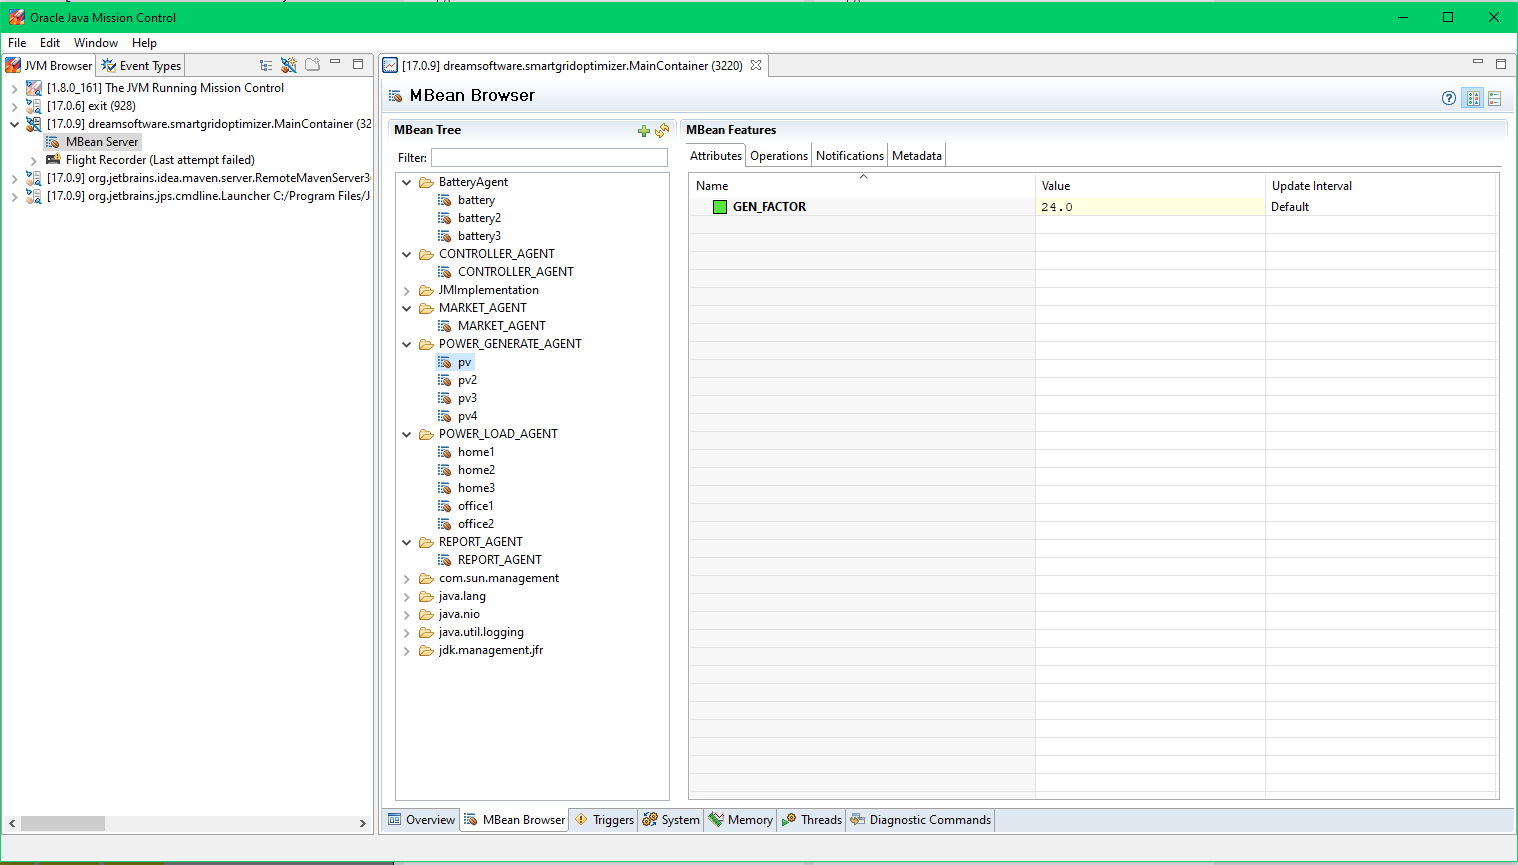 Oracle Java Mission Control
File Edit Window Help
JVM Browser Event Types
[1.8.0_161] The JVM Running Mission Control
[17.0.6] exit (928)
[17.0.9] dreamsoftware.smartgridoptimizer.MainContainer (32
MBean Server
Flight Recorder (Last attempt failed)
[17.0.9] org.jetbrains.idea.maven.server.RemoteMavenServer3
[17.0.9] org.jetbrains.jps.cmdline.Launcher C:/Program Files/J
[17.0.9] dreamsoftware.smartgridoptimizer.MainContainer (3220)
MBean Browser
MBean Tree
Filter:
BatteryAgent
battery
battery2
battery3
CONTROLLER_AGENT
CONTROLLER_AGENT
JMImplementation
MARKET_AGENT
MARKET_AGENT
POWER_GENERATE_AGENT
pv
pv2
pv3
pv4
POWER_LOAD_AGENT
home1
home2
home3
office1
office2
REPORT_AGENT
REPORT_AGENT
com.sun.management
java.lang
java.nio
java.util.logging
jdk.management.jfr
MBean Features
Attributes Operations Notifications Metadata
Name Value Update Interval
GEN_FACTOR 24.0 Default
Overview MBean Browser Triggers System Memory Threads Diagnostic Commands